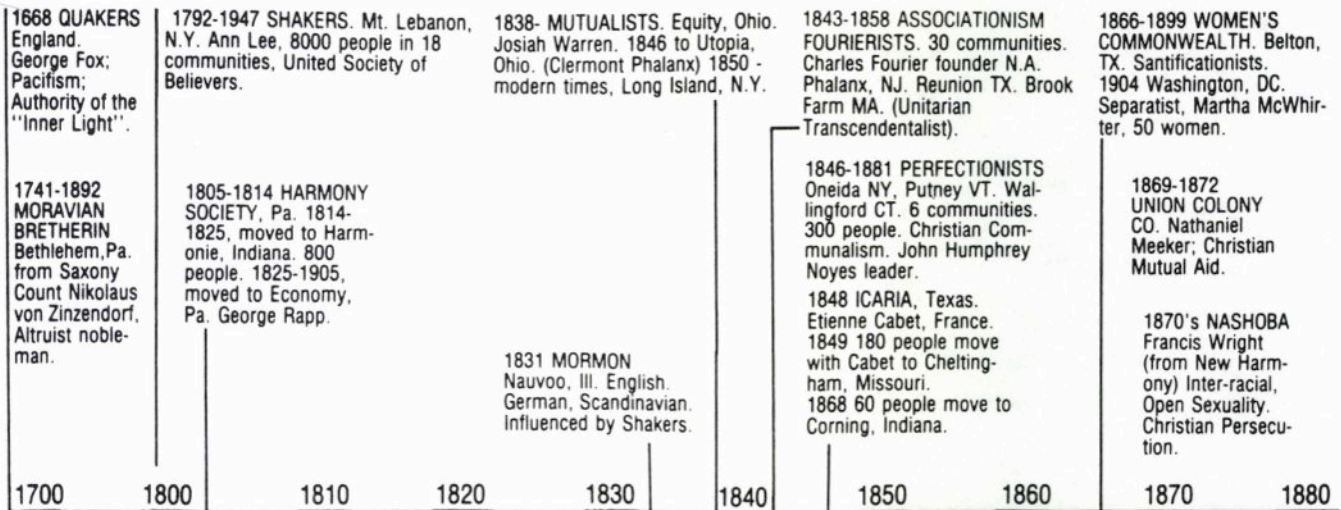 1668 QUAKERS
England.
George Fox;
Pacifism;
Authority of the
"Inner Light".
1741-1892
MORAVIAN
BRETHERIN
Bethlehem,Pa.
from Saxony
Count Nikolaus
von Zinzendorf,
Altruist noble-
man.
1792-1947 SHAKERS. Mt. Lebanon,
N.Y. Ann Lee, 8000 people in 18
communities, United Society of
Believers.
1805-1814 HARMONY
SOCIETY, Pa. 1814-
1825, moved to Harm-
onie, Indiana. 800
people. 1825-1905,
moved to Economy,
Pa. George Rapp.
1838- MUTUALISTS. Equity, Ohio.
Josiah Warren. 1846 to Utopia,
Ohio. (Clermont Phalanx) 1850 -
modern times, Long Island, N.Y.
1831 MORMON
Nauvoo, Ill. English.
German, Scandinavian.
Influenced by Shakers.
1843-1858 ASSOCIATIONISM
FOURIERISTS. 30 communities.
Charles Fourier founder N.A.
Phalanx, NJ. Reunion TX. Brook
Farm MA. (Unitarian
Transcendentalist).
1846-1881 PERFECTIONISTS
Oneida NY, Putney VT. Wal-
lingford CT. 6 communities.
300 people. Christian Com-
munalism. John Humphrey
Noyes leader.
1848 ICARIA, Texas.
Etienne Cabet, France.
1849 180 people move
with Cabet to Chelting-
ham, Missouri.
1868 60 people move to
Corning, Indiana.
1866-1899 WOMEN'S
COMMONWEALTH. Belton,
TX. Santificationists.
1904 Washington, DC.
Separatist, Martha McWhir-
ter, 50 women.
1869-1872
UNION COLONY
CO. Nathaniel
Meeker; Christian
Mutual Aid.
1870's NASHOBA
Francis Wright
(from New Harm-
ony) Inter-racial,
Open Sexuality.
Christian Persecu-
tion.
1700 1800 1810 1820 1830 1840 1850 1860 1870 1880